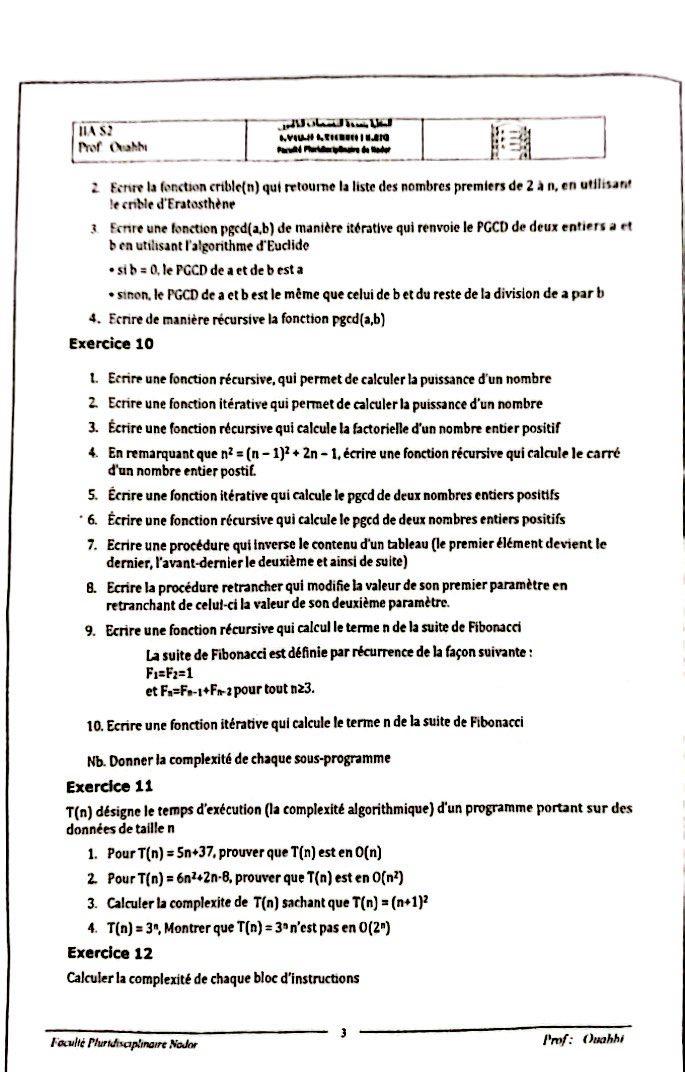 IIA S2
Prof Ouahbi
Faculté Pluridisciplinaire de Nador
2. Ecrire la fonction crible(n) qui retourne la liste des nombres premiers de 2 à n, en utilisant
le crible d'Eratosthène
3. Ecrire une fonction pgcd(a,b) de manière itérative qui renvoie le PGCD de deux entiers a et
b en utilisant l'algorithme d'Euclide
• si b = 0, le PGCD de a et de b est a
• sinon, le PGCD de a et b est le même que celui de b et du reste de la division de a par b
4. Ecrire de manière récursive la fonction pgcd(a,b)
Exercice 10
1. Ecrire une fonction récursive, qui permet de calculer la puissance d'un nombre
2. Ecrire une fonction itérative qui permet de calculer la puissance d'un nombre
3. Écrire une fonction récursive qui calcule la factorielle d'un nombre entier positif
4. En remarquant que n² = (n – 1)² + 2n – 1, écrire une fonction récursive qui calcule le carré
d'un nombre entier postif.
5. Écrire une fonction itérative qui calcule le pgcd de deux nombres entiers positifs
6. Écrire une fonction récursive qui calcule le pgcd de deux nombres entiers positifs
7. Ecrire une procédure qui inverse le contenu d'un tableau (le premier élément devient le
dernier, l'avant-dernier le deuxième et ainsi de suite)
8. Ecrire la procédure retrancher qui modifie la valeur de son premier paramètre en
retranchant de celui-ci la valeur de son deuxième paramètre.
9. Ecrire une fonction récursive qui calcul le terme n de la suite de Fibonacci
La suite de Fibonacci est définie par récurrence de la façon suivante :
F₁=F₂=1
et Fₙ=Fₙ₋₁+Fₙ₋₂ pour tout n≥3.
10. Ecrire une fonction itérative qui calcule le terme n de la suite de Fibonacci
Nb. Donner la complexité de chaque sous-programme
Exercice 11
T(n) désigne le temps d'exécution (la complexité algorithmique) d'un programme portant sur des
données de taille n
1. Pour T(n) = 5n+37, prouver que T(n) est en O(n)
2. Pour T(n) = 6n²+2n-8, prouver que T(n) est en O(n²)
3. Calculer la complexite de T(n) sachant que T(n) = (n+1)²
4. T(n) = 3ⁿ, Montrer que T(n) = 3ⁿ n'est pas en O(2ⁿ)
Exercice 12
Calculer la complexité de chaque bloc d'instructions
3
Faculté Pluridisciplinaire Nador
Prof : Ouahbi